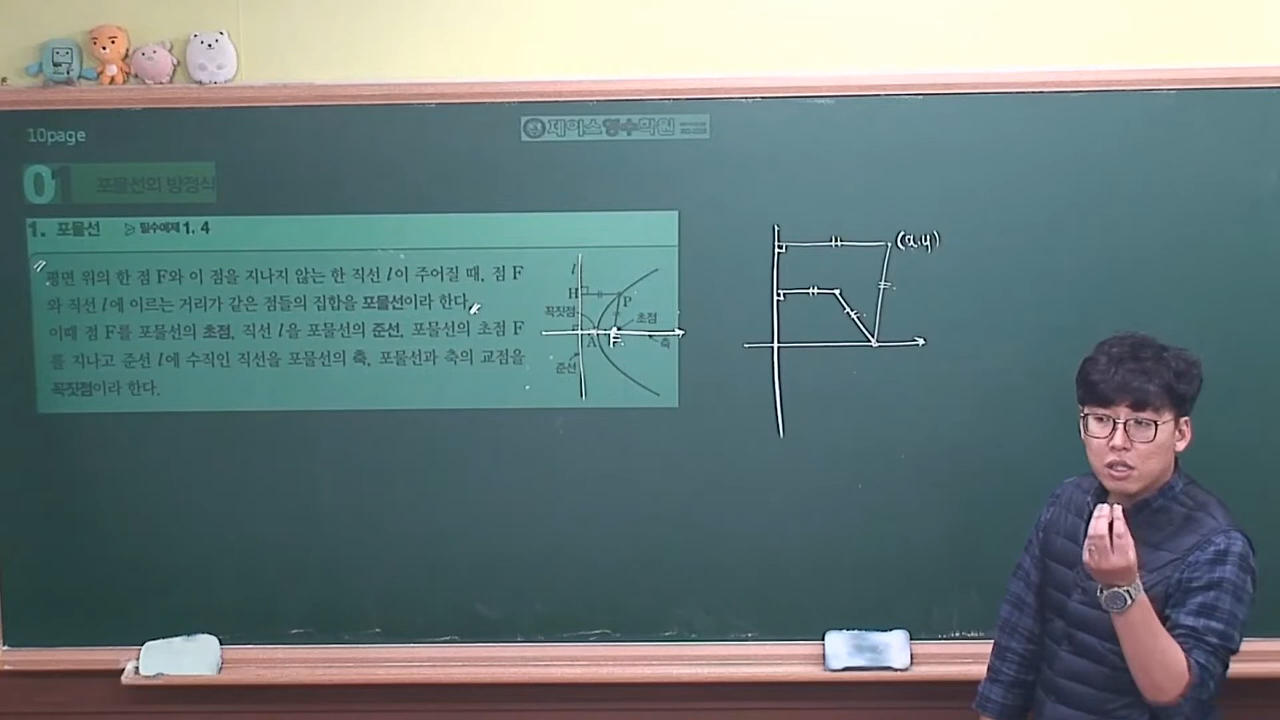 10page
제이스영수학원
01 포물선의 방정식
1. 포물선 ▷ 필수예제 1, 4
평면 위의 한 점 F와 이 점을 지나지 않는 한 직선 l이 주어질 때, 점 F
와 직선 l에 이르는 거리가 같은 점들의 집합을 포물선이라 한다.
이때 점 F를 포물선의 초점, 직선 l을 포물선의 준선, 포물선의 초점 F
를 지나고 준선 l에 수직인 직선을 포물선의 축, 포물선과 축의 교점을
꼭짓점이라 한다.
l
H
P
꼭짓점
초점
A
F
축
준선
(x,y)